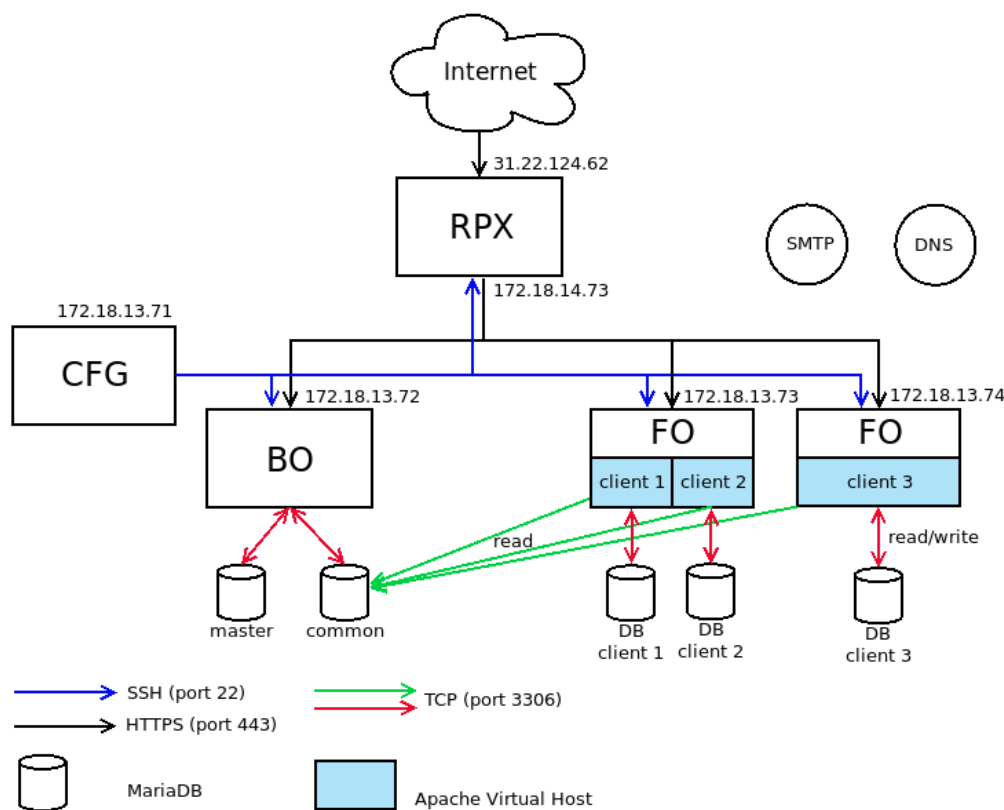 Internet
31.22.124.62
RPX
SMTP
DNS
172.18.14.73
172.18.13.71
CFG
172.18.13.72
172.18.13.73
172.18.13.74
BO
FO
FO
client 1
client 2
client 3
read
read/write
master
common
DB
client 1
DB
client 2
DB
client 3
SSH (port 22)
TCP (port 3306)
HTTPS (port 443)
MariaDB
Apache Virtual Host